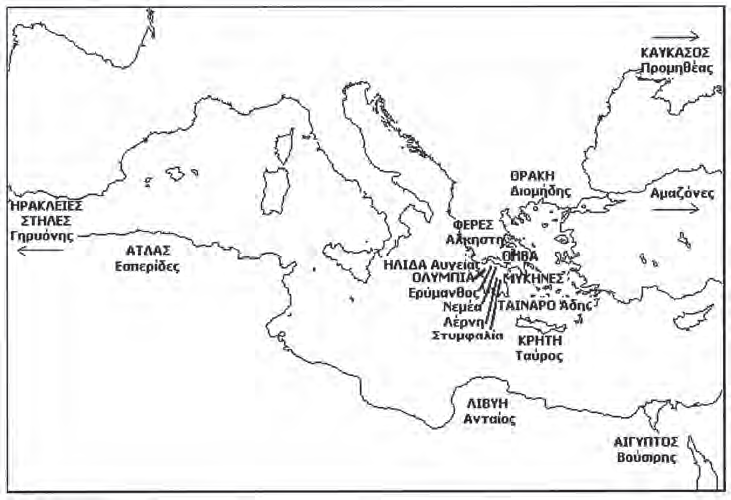 ΚΑΥΚΑΣΟΣ
Προμηθέας
ΘΡΑΚΗ
Διομήδης
Αμαζόνες
ΗΡΑΚΛΕΙΕΣ
ΣΤΗΛΕΣ
Γηρυόνης
ΦΕΡΕΣ
Αλκηστη
ΑΤΛΑΣ
Εσπερίδες
ΘΗΒΑ
ΗΛΙΔΑ Αυγείας
ΟΛΥΜΠΙΑ
ΜΥΚΗΝΕΣ
Ερύμανθος
Νεμέα
ΤΑΙΝΑΡΟ Άδης
Λέρνη
Στυμφαλία
ΚΡΗΤΗ
Ταύρος
ΛΙΒΥΗ
Ανταίος
ΑΙΓΥΠΤΟΣ
Βούσιρης